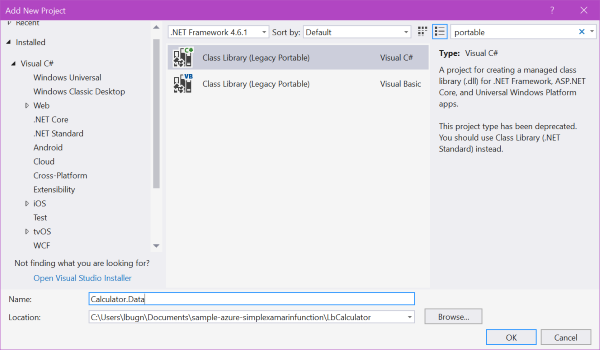 Add New Project
? ×
Recent
Installed
Visual C#
Windows Universal
Windows Classic Desktop
Web
.NET Core
.NET Standard
Android
Cloud
Cross-Platform
Extensibility
iOS
Test
tvOS
WCF
Not finding what you are looking for?
Open Visual Studio Installer
.NET Framework 4.6.1 Sort by: Default
Class Library (Legacy Portable) Visual C#
VB
Class Library (Legacy Portable) Visual Basic
portable
Type: Visual C#
A project for creating a managed class
library (.dll) for .NET Framework, ASP.NET
Core, and Universal Windows Platform
apps.
This project type has been deprecated.
You should use Class Library (.NET
Standard) instead.
Name: Calculator.Data
Location: C:\Users\lbugn\Documents\sample-azure-simplexamarinfunction\LbCalculator
Browse...
OK Cancel